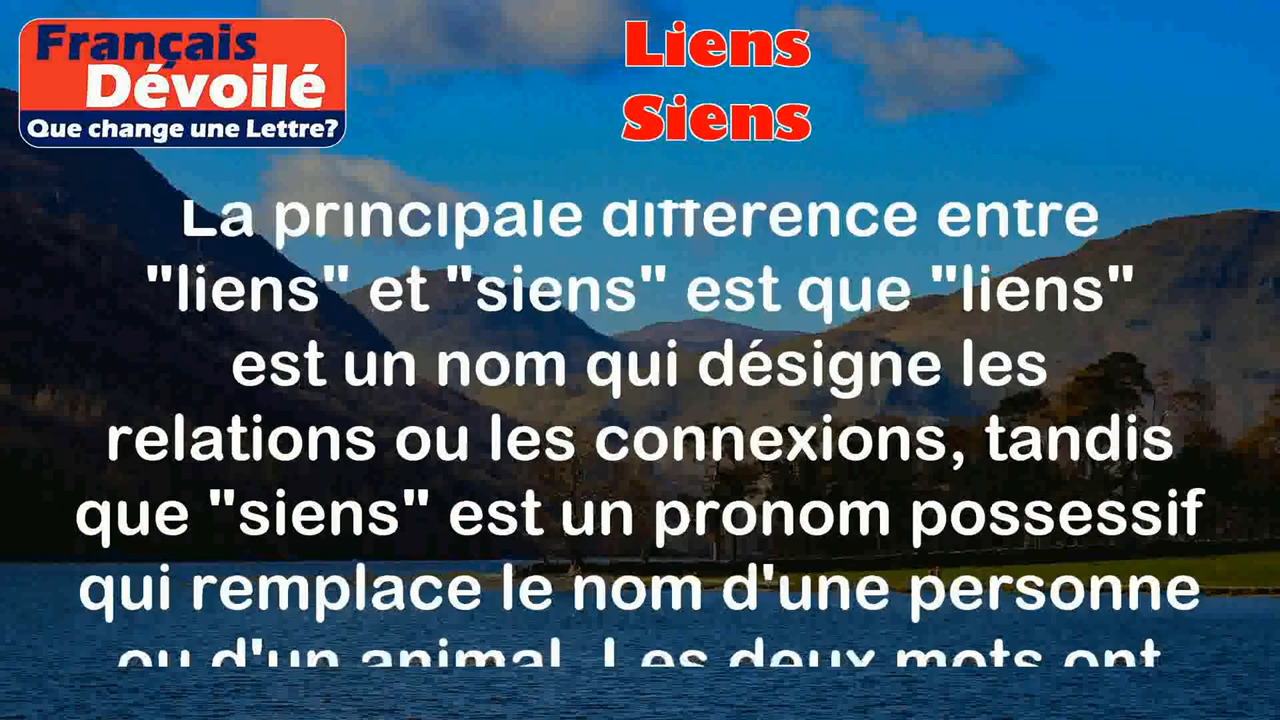 Français
Dévoilé
Que change une Lettre?
Liens
Siens
La principale différence entre
"liens" et "siens" est que "liens"
est un nom qui désigne les
relations ou les connexions, tandis
que "siens" est un pronom possessif
qui remplace le nom d'une personne
ou d'un animal. Les deux mots ont